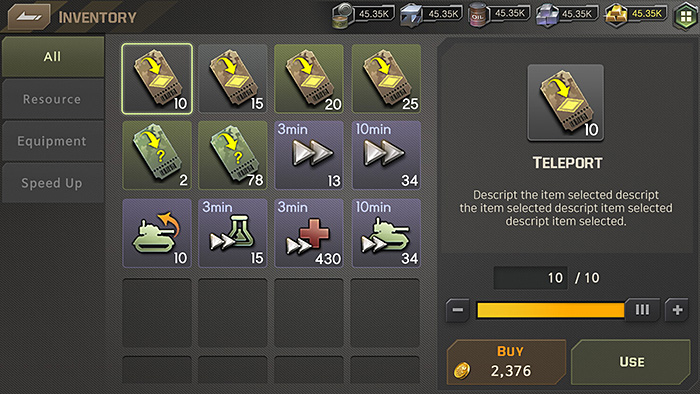 INVENTORY
45.35K
45.35K
OIL
45.35K
45.35K
45.35K
All
Resource
Equipment
Speed Up
10
15
20
25
?
2
?
78
3min
13
10min
34
10
3min
15
3min
430
10min
34
10
TELEPORT
Descript the item selected descript
the item selected descript item selected
descript item selected.
10 / 10
BUY
2,376
USE